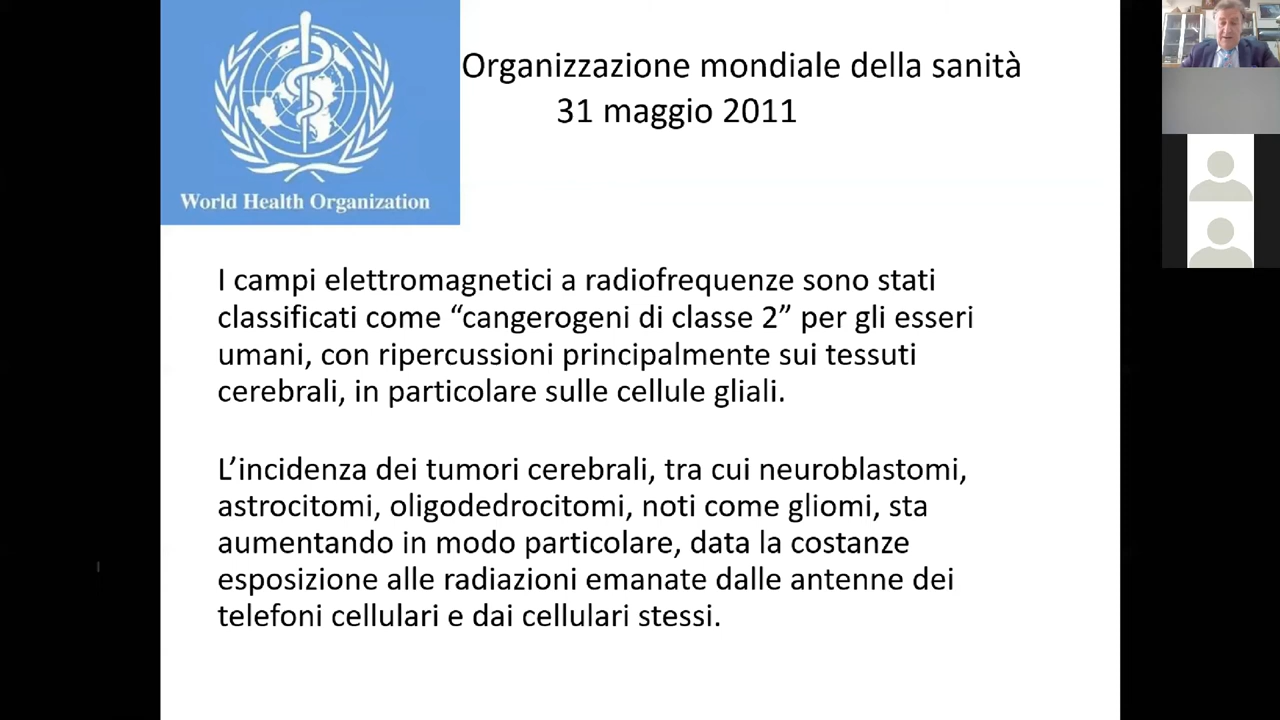 World Health Organization
Organizzazione mondiale della sanità
31 maggio 2011
I campi elettromagnetici a radiofrequenze sono stati
classificati come “cangerogeni di classe 2” per gli esseri
umani, con ripercussioni principalmente sui tessuti
cerebrali, in particolare sulle cellule gliali.
L’incidenza dei tumori cerebrali, tra cui neuroblastomi,
astrocitomi, oligodedrocitomi, noti come gliomi, sta
aumentando in modo particolare, data la costanze
esposizione alle radiazioni emanate dalle antenne dei
telefoni cellulari e dai cellulari stessi.